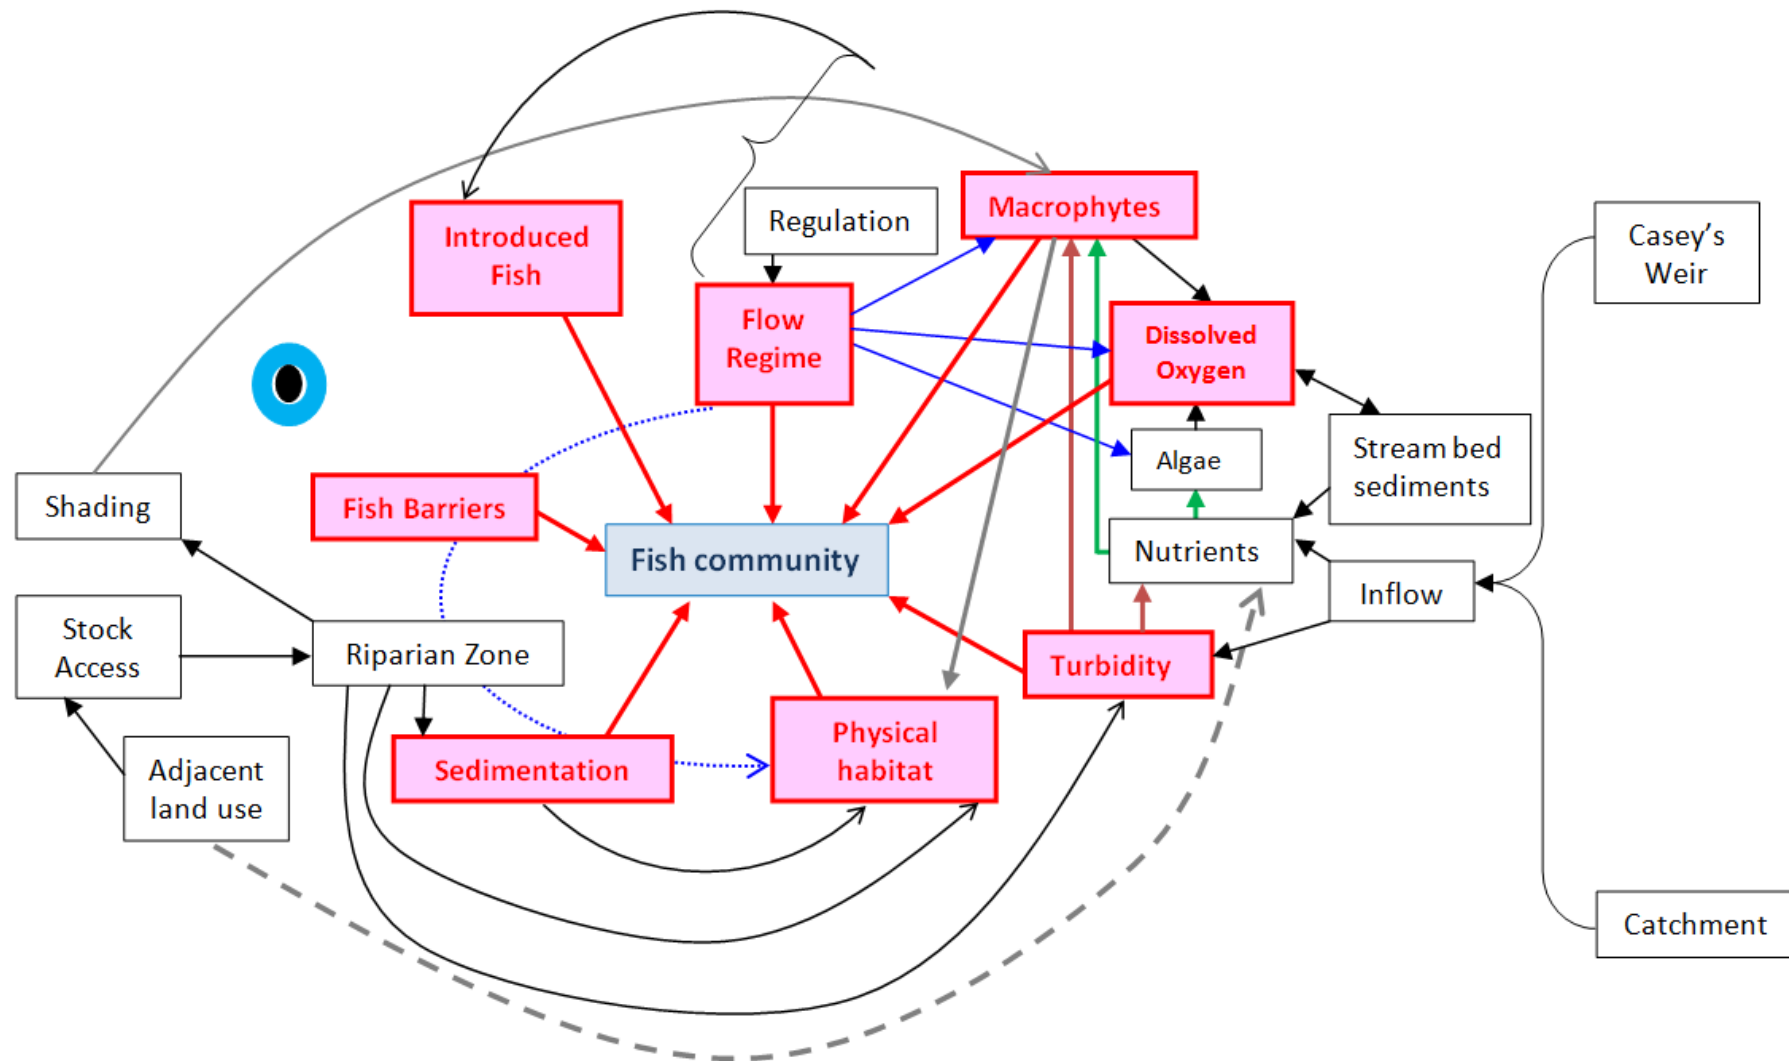 Macrophytes
Regulation
Casey's
Weir
Introduced
Fish
Flow
Regime
Dissolved
Oxygen
Algae
Stream bed
sediments
Shading
Fish Barriers
Fish community
Nutrients
Inflow
Stock
Access
Riparian Zone
Turbidity
Adjacent
land use
Sedimentation
Physical
habitat
Catchment